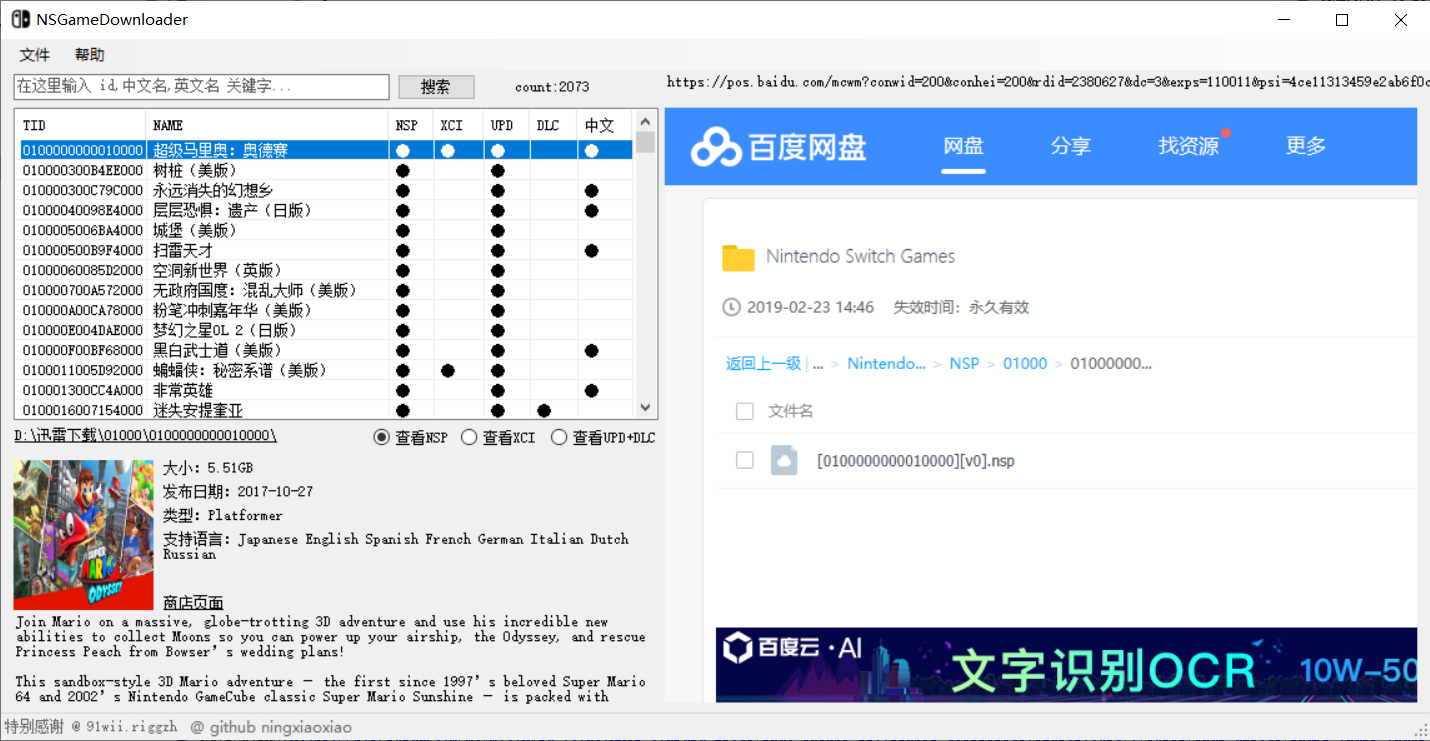 NSGameDownloader
文件 帮助
在这里输入 id,中文名,英文名 关键字...
搜索
count:2073
https://pos.baidu.com/mcwm?conwid=200&conhei=200&rdid=2380627&dc=3&exps=110011&psi=4ce11313459e2ab6f0c
TID NAME NSP XCI UPD DLC 中文
0100000000010000 超级马里奥：奥德赛 ● ● ● ●
010000300B4EE000 树桩（美版） ● ●
010000300C79C000 永远消失的幻想乡 ● ● ●
01000040098E4000 层层恐惧：遗产（日版） ● ● ●
010000500​6BA4000 城堡（美版） ● ●
010000500B9F4000 扫雷天才 ● ● ●
01000060085D2000 空洞新世界（英版） ● ●
010000700A572000 无政府国度：混乱大师（美版） ● ●
010000A00CA78000 粉笔冲刺嘉年华（美版） ● ●
010000E004DAE000 梦幻之星OL 2（日版） ● ●
010000F00BF68000 黑白武士道（美版） ● ● ●
0100011005D92000 蝙蝠侠：秘密系谱（美版） ● ● ●
010001300CC4A000 非常英雄 ● ● ●
0100016007154000 迷失安提奎亚 ● ● ●
D:\迅雷下载\01000\0100000000010000\
查看NSP 查看XCI 查看UPD+DLC
大小：5.51GB
发布日期：2017-10-27
类型：Platformer
支持语言：Japanese English Spanish French German Italian Dutch
Russian
商店页面
SUPER
MARIO
ODYSSEY
Join Mario on a massive, globe-trotting 3D adventure and use his incredible new
abilities to collect Moons so you can power up your airship, the Odyssey, and rescue
Princess Peach from Bowser’s wedding plans!
This sandbox-style 3D Mario adventure — the first since 1997’s beloved Super Mario
64 and 2002’s Nintendo GameCube classic Super Mario Sunshine — is packed with
百度网盘
网盘 分享 找资源 更多
Nintendo Switch Games
2019-02-23 14:46 失效时间：永久有效
返回上一级 | ... > Nintendo... > NSP > 01000 > 01000000...
文件名
[0100000000010000][v0].nsp
百度云·AI
文字识别OCR
10W-50
特别感谢 @ 91wii.riggzh @ github ningxiaoxiao